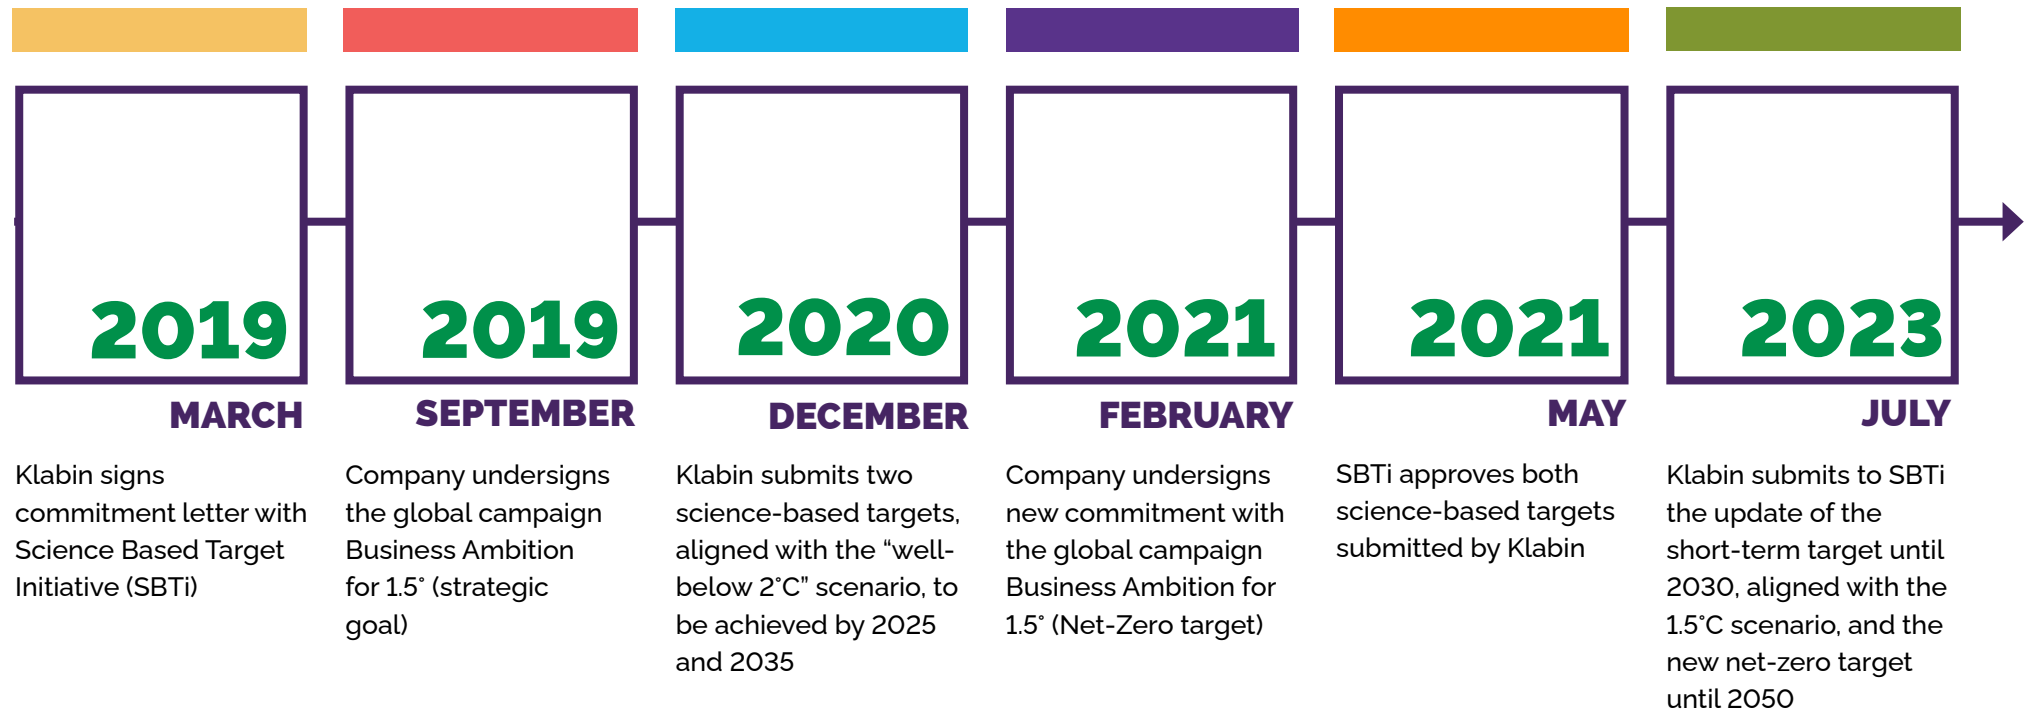 2019
MARCH
Klabin signs
commitment letter with
Science Based Target
Initiative (SBTi)
2019
SEPTEMBER
Company undersigns
the global campaign
Business Ambition
for 1.5° (strategic
goal)
2020
DECEMBER
Klabin submits two
science-based targets,
aligned with the “well-
below 2°C” scenario, to
be achieved by 2025
and 2035
2021
FEBRUARY
Company undersigns
new commitment with
the global campaign
Business Ambition for
1.5° (Net-Zero target)
2021
MAY
SBTi approves both
science-based targets
submitted by Klabin
2023
JULY
Klabin submits to SBTi
the update of the
short-term target until
2030, aligned with the
1.5°C scenario, and the
new net-zero target
until 2050